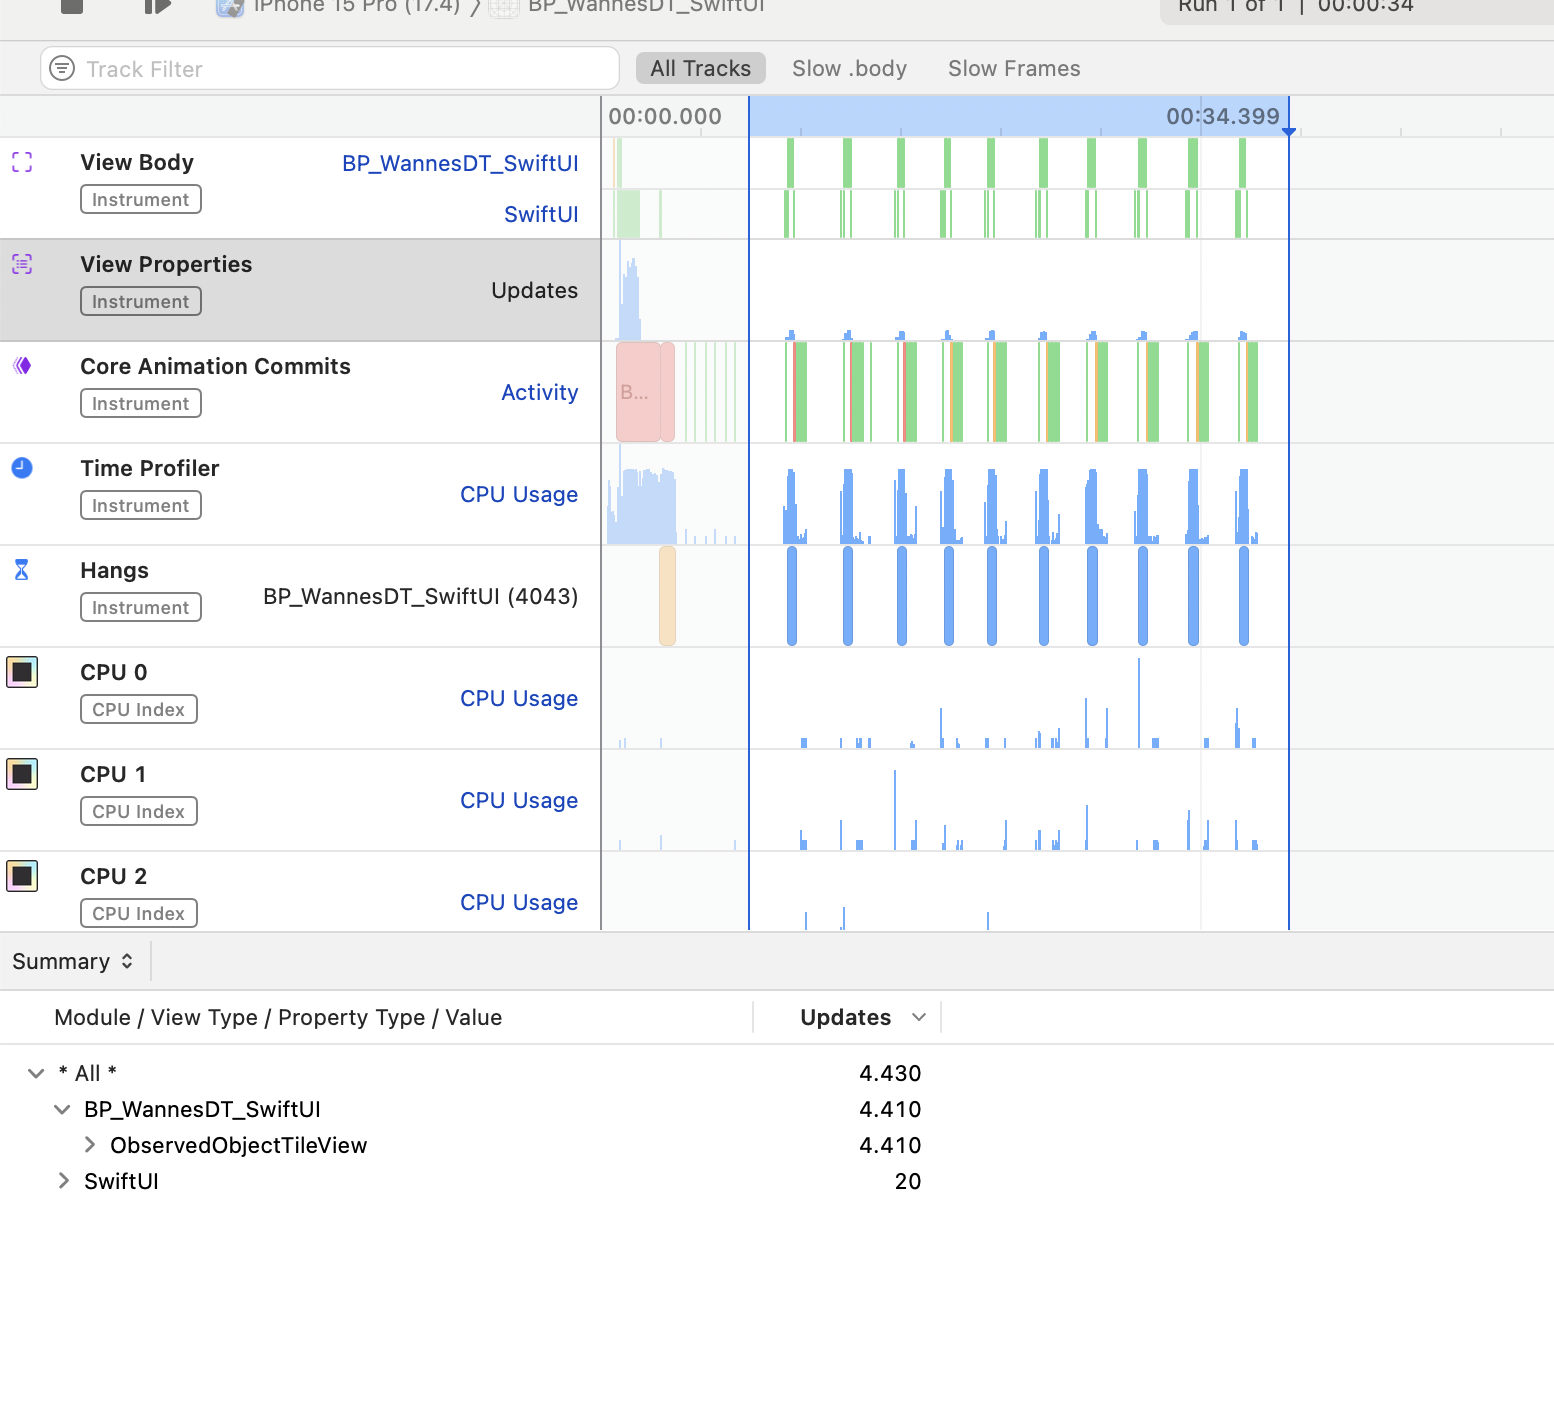 iPhone 15 Pro (17.4) 〉 BP_WannesDT_SwiftUI
Run 1 of 1 | 00:00:34
Track Filter
All Tracks
Slow .body
Slow Frames
00:00.000
00:34.399
View Body
BP_WannesDT_SwiftUI
Instrument
SwiftUI
View Properties
Instrument
Updates
Core Animation Commits
Instrument
Activity
B...
Time Profiler
Instrument
CPU Usage
Hangs
Instrument
BP_WannesDT_SwiftUI (4043)
CPU 0
CPU Index
CPU Usage
CPU 1
CPU Index
CPU Usage
CPU 2
CPU Index
CPU Usage
Summary
Module / View Type / Property Type / Value
Updates
* All * 4.430
BP_WannesDT_SwiftUI 4.410
ObservedObjectTileView 4.410
SwiftUI 20